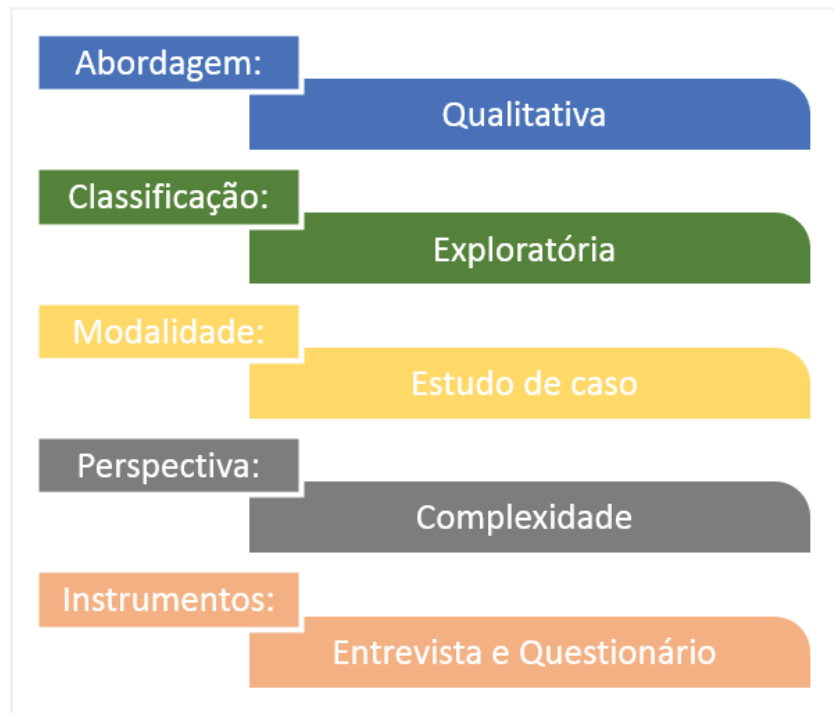 Abordagem:
Qualitativa
Classificação:
Exploratória
Modalidade:
Estudo de caso
Perspectiva:
Complexidade
Instrumentos:
Entrevista e Questionário